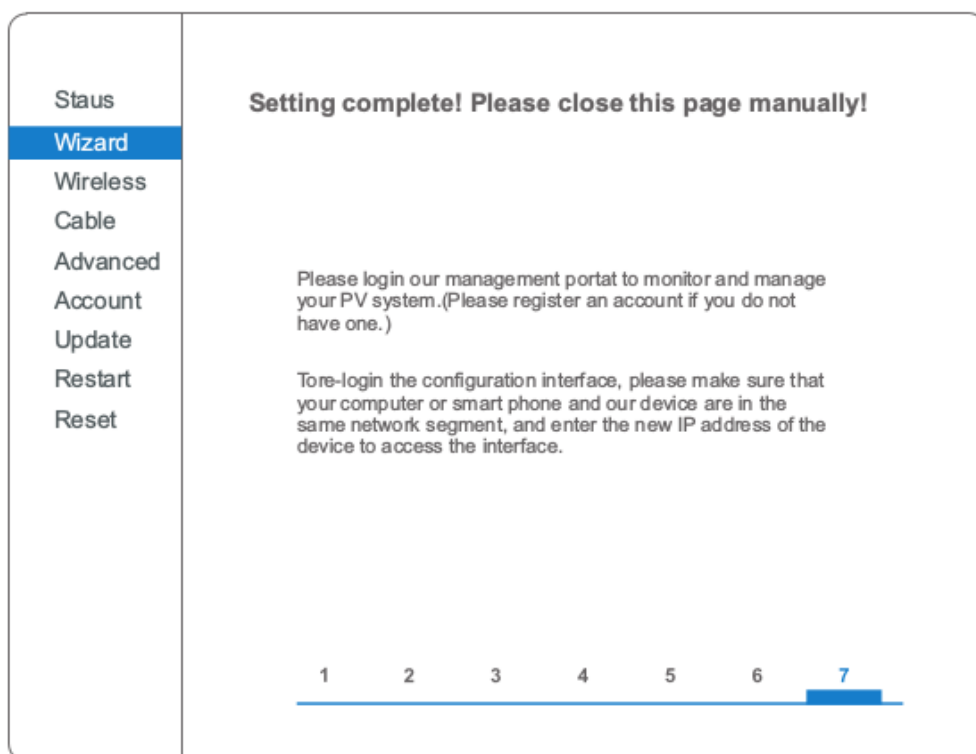 Staus
Wizard
Wireless
Cable
Advanced
Account
Update
Restart
Reset
Setting complete! Please close this page manually!
Please login our management portat to monitor and manage
your PV system.(Please register an account if you do not
have one.)
Tore-login the configuration interface, please make sure that
your computer or smart phone and our device are in the
same network segment, and enter the new IP address of the
device to access the interface.
1 2 3 4 5 6 7